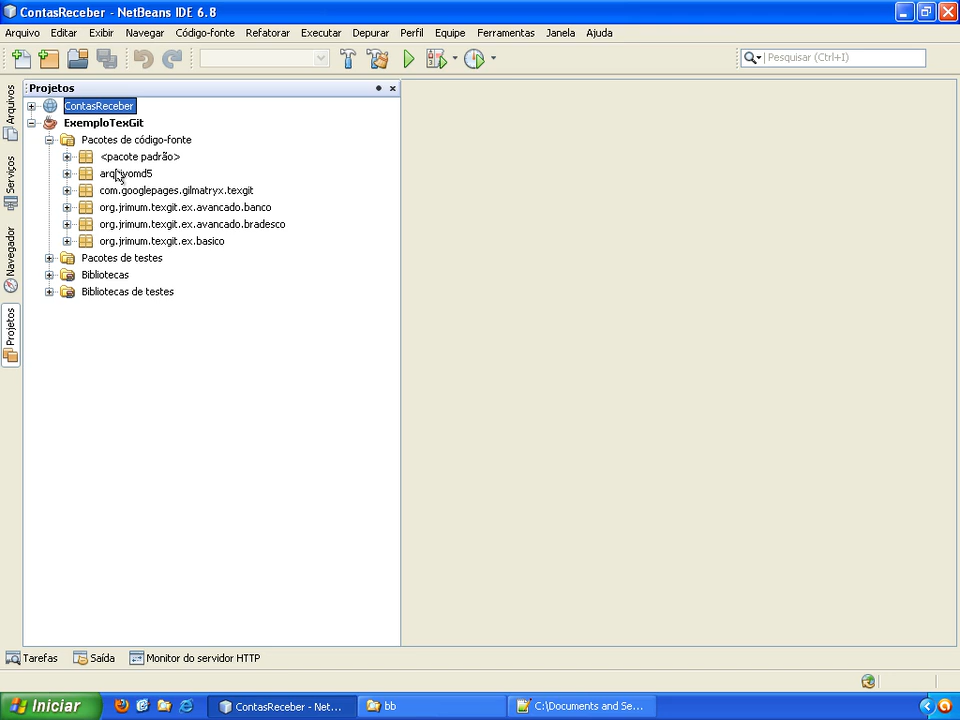 ContasReceber - NetBeans IDE 6.8
Arquivo Editar Exibir Navegar Código-fonte Refatorar Executar Depurar Perfil Equipe Ferramentas Janela Ajuda
Pesquisar (Ctrl+I)
Arquivos
Serviços
Navegador
Projetos
Projetos
ContasReceber
ExemploTexGit
Pacotes de código-fonte
<pacote padrão>
arquivomd5
com.googlepages.gilmatryx.texgit
org.jrimum.texgit.ex.avancado.banco
org.jrimum.texgit.ex.avancado.bradesco
org.jrimum.texgit.ex.basico
Pacotes de testes
Bibliotecas
Bibliotecas de testes
Tarefas Saída Monitor do servidor HTTP
Iniciar ContasReceber - Net... bb C:\Documents and Se...